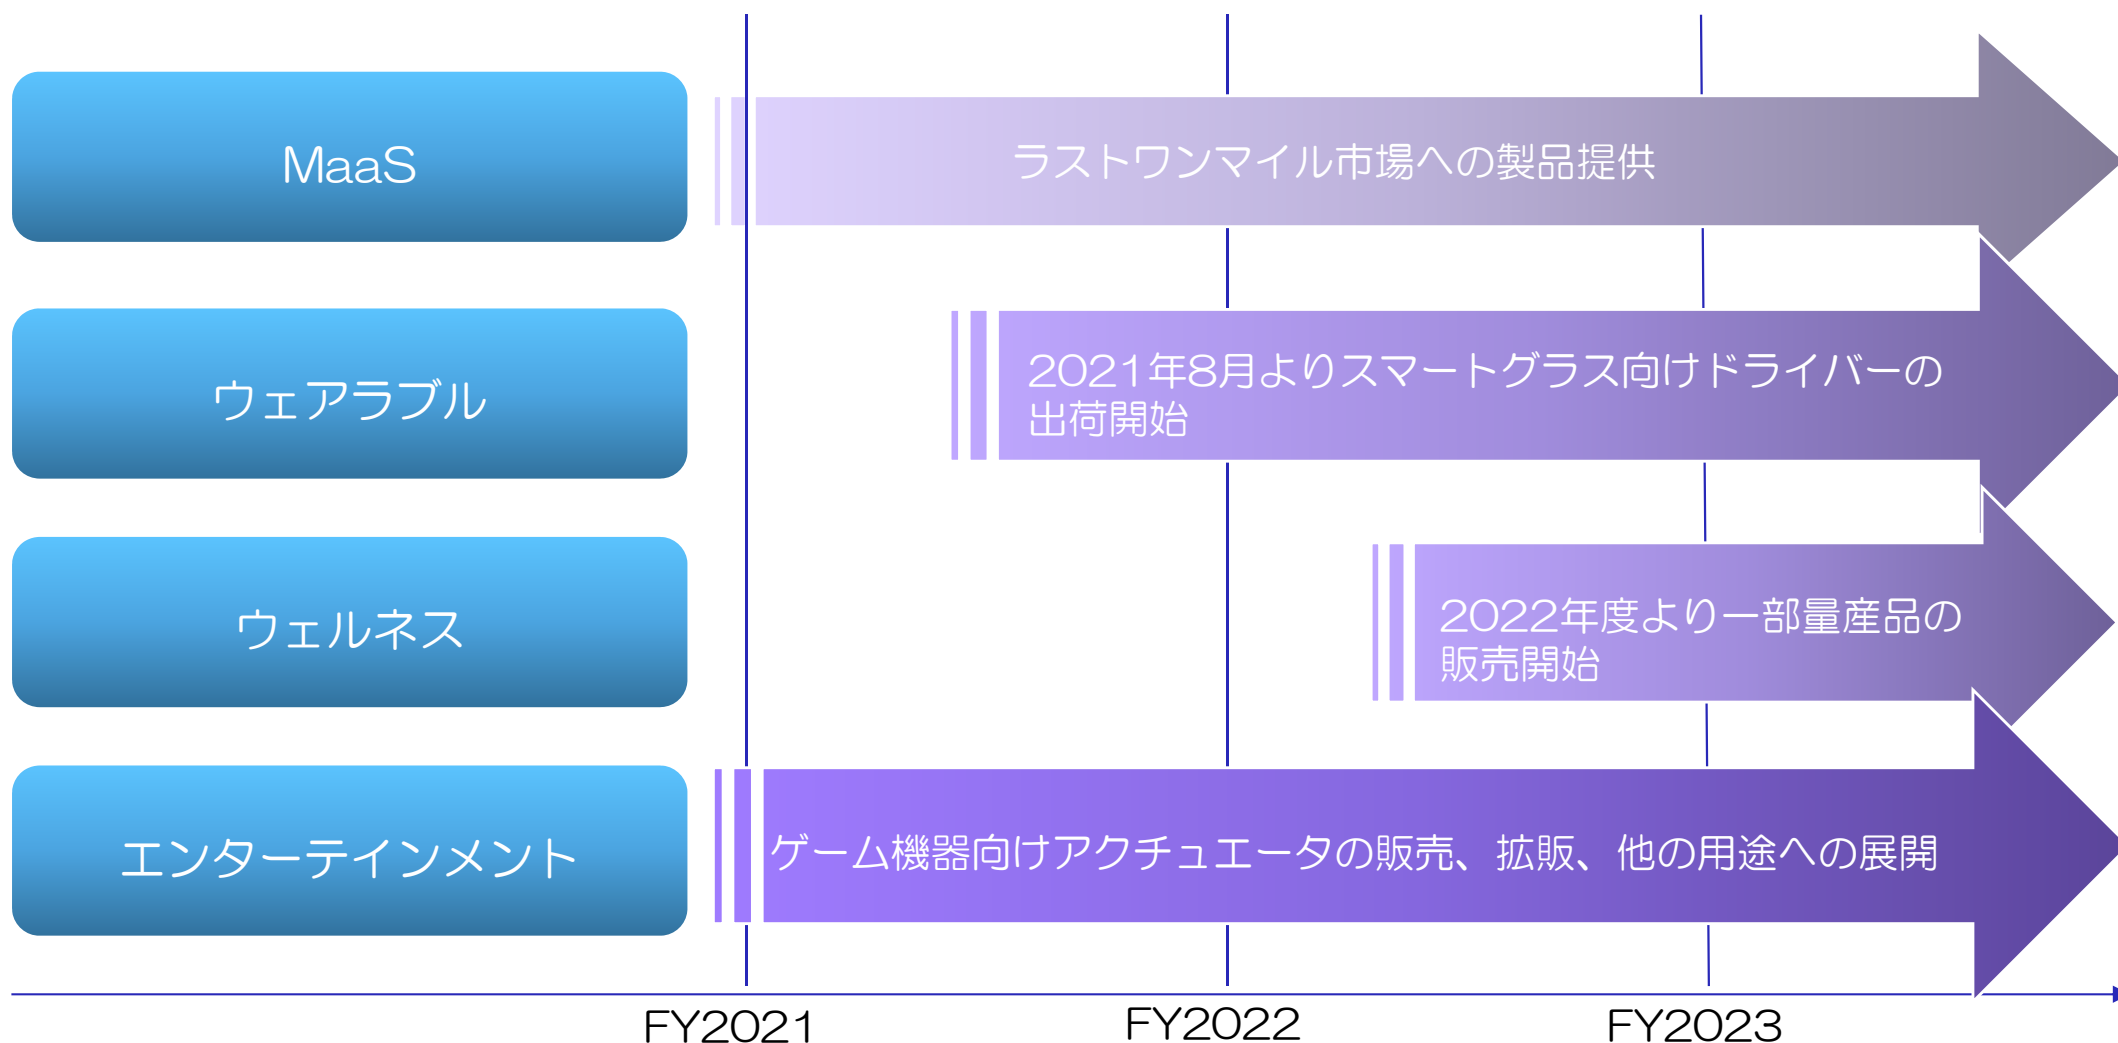 MaaS
ラストワンマイル市場への製品提供
ウェアラブル
2021年8月よりスマートグラス向けドライバーの
出荷開始
ウェルネス
2022年度より一部量産品の
販売開始
エンターテインメント
ゲーム機器向けアクチュエータの販売、拡販、他の用途への展開
FY2021
FY2022
FY2023